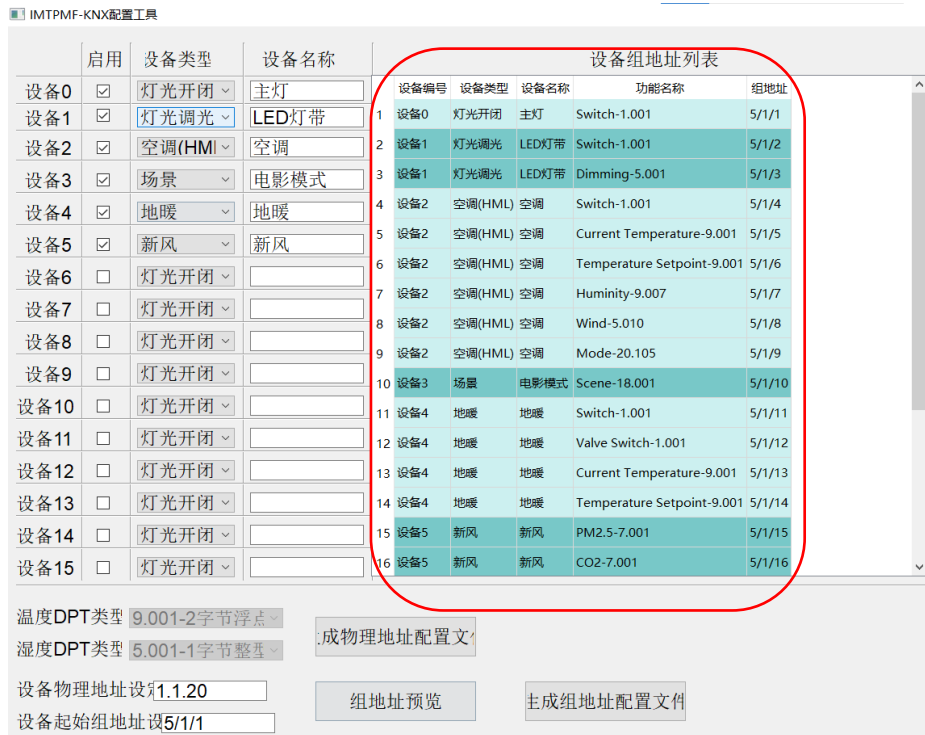 IMTPMF-KNX配置工具
启用 设备类型 设备名称 设备组地址列表
设备0 灯光开闭 主灯
设备1 灯光调光 LED灯带
设备2 空调(HMl 空调
设备3 场景 电影模式
设备4 地暖 地暖
设备5 新风 新风
设备6 灯光开闭
设备7 灯光开闭
设备8 灯光开闭
设备9 灯光开闭
设备10 灯光开闭
设备11 灯光开闭
设备12 灯光开闭
设备13 灯光开闭
设备14 灯光开闭
设备15 灯光开闭
设备编号 设备类型 设备名称 功能名称 组地址
1 设备0 灯光开闭 主灯 Switch-1.001 5/1/1
2 设备1 灯光调光 LED灯带 Switch-1.001 5/1/2
3 设备1 灯光调光 LED灯带 Dimming-5.001 5/1/3
4 设备2 空调(HML) 空调 Switch-1.001 5/1/4
5 设备2 空调(HML) 空调 Current Temperature-9.001 5/1/5
6 设备2 空调(HML) 空调 Temperature Setpoint-9.001 5/1/6
7 设备2 空调(HML) 空调 Huminity-9.007 5/1/7
8 设备2 空调(HML) 空调 Wind-5.010 5/1/8
9 设备2 空调(HML) 空调 Mode-20.105 5/1/9
10 设备3 场景 电影模式 Scene-18.001 5/1/10
11 设备4 地暖 地暖 Switch-1.001 5/1/11
12 设备4 地暖 地暖 Valve Switch-1.001 5/1/12
13 设备4 地暖 地暖 Current Temperature-9.001 5/1/13
14 设备4 地暖 地暖 Temperature Setpoint-9.001 5/1/14
15 设备5 新风 新风 PM2.5-7.001 5/1/15
16 设备5 新风 新风 CO2-7.001 5/1/16
温度DPT类型 9.001-2字节浮点
湿度DPT类型 5.001-1字节整型
成物理地址配置文
设备物理地址设 1.1.20
组地址预览 生成组地址配置文件
设备起始组地址设 5/1/1